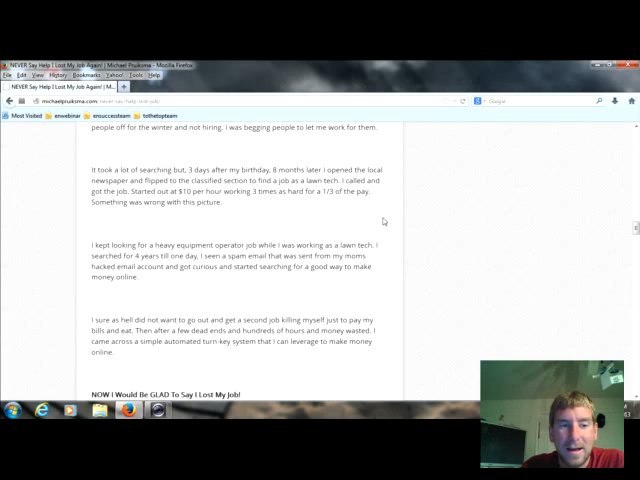 NEVER Say Help I Lost My Job Again! | Michael Pruiksma - Mozilla Firefox
File Edit View History Bookmarks Yahoo Tools Help
NEVER Say Help I Lost My Job Again! | M...
michaelpruiksma.com/never-say-help-lost-job/
Google
Most Visited enwebinar ensuccessteam tothetopteam
people off for the winter and not hiring. I was begging people to let me work for them.
It took a lot of searching but, 3 days after my birthday, 8 months later I opened the local
newspaper and flipped to the classified section to find a job as a lawn tech. I called and
got the job. Started out at $10 per hour working 3 times as hard for a 1/3 of the pay.
Something was wrong with this picture.
I kept looking for a heavy equipment operator job while I was working as a lawn tech. I
searched for 4 years till one day, I seen a spam email that was sent from my moms
hacked email account and got curious and started searching for a good way to make
money online.
I sure as hell did not want to go out and get a second job killing myself just to pay my
bills and eat. Then after a few dead ends and hundreds of hours and money wasted. I
came across a simple automated turn-key system that I can leverage to make money
online.
NOW I Would Be GLAD To Say I Lost My Job!